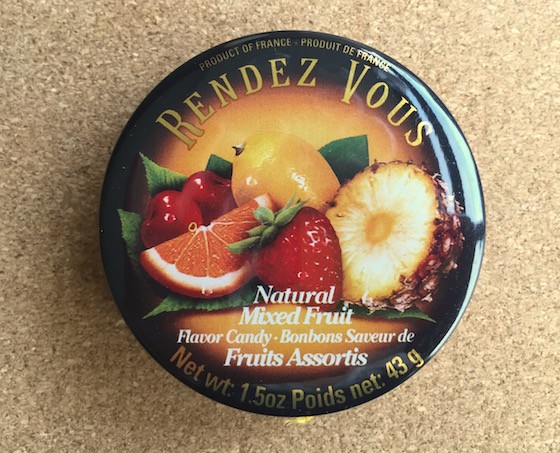 PRODUCT OF FRANCE · PRODUIT DE FRANCE
RENDEZ VOUS
Natural
Mixed Fruit
Flavor Candy · Bonbons Saveur de
Fruits Assortis
Net wt: 1.5oz Poids net: 43 g